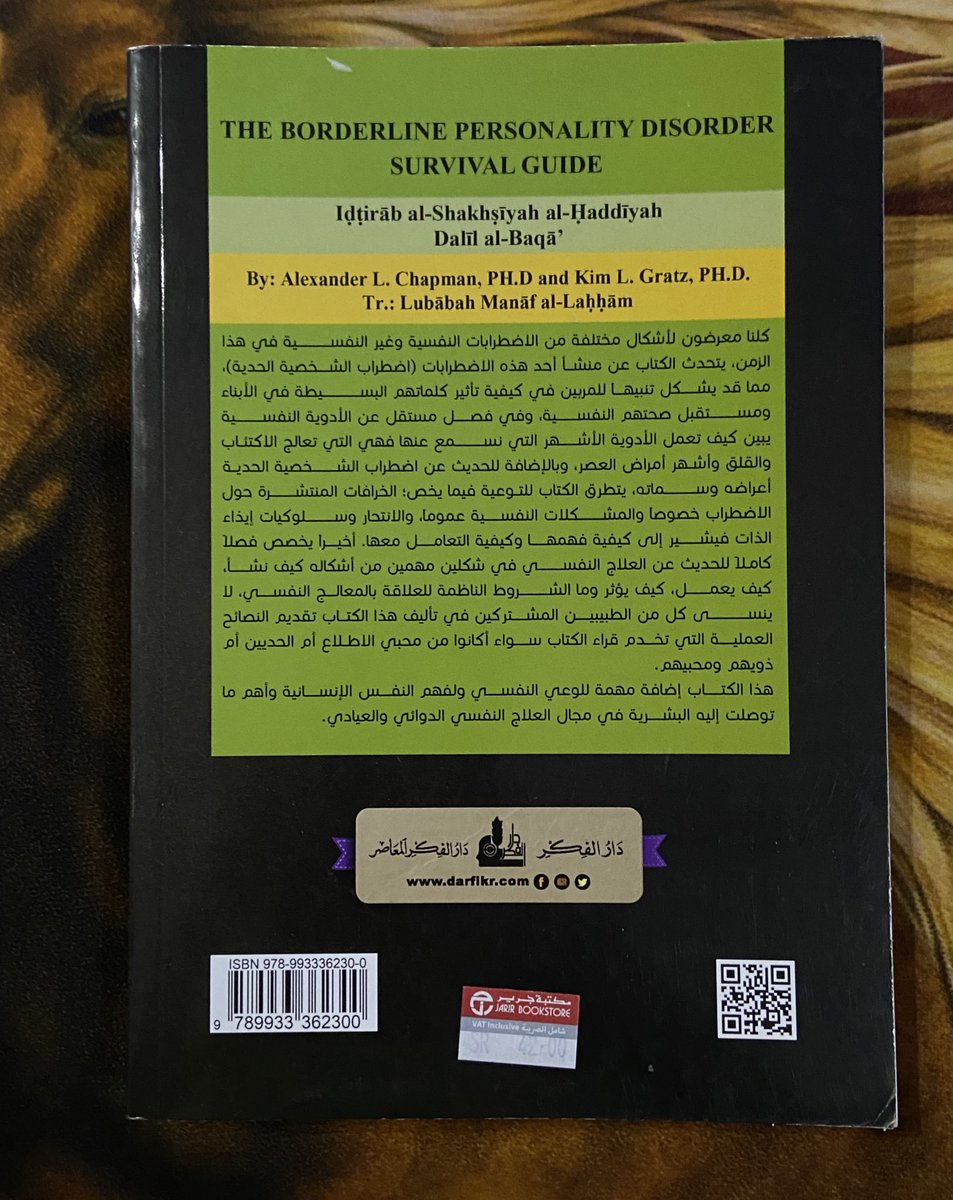 THE BORDERLINE PERSONALITY DISORDER
SURVIVAL GUIDE
Iḍṭirāb al-Shakhṣīyah al-Ḥaddīyah
Dalīl al-Baqā’
By: Alexander L. Chapman, PH.D and Kim L. Gratz, PH.D.
Tr.: Lubābah Manāf al-Laḥḥām
كلنا معرضون لأشكال مختلفة من الاضطرابات النفسية وغير النفسية في هذا
الزمن، يتحدث الكتاب عن منشأ أحد هذه الاضطرابات (اضطراب الشخصية الحدية)،
مما قد يشكل تنبيها للمربين في كيفية تأثير كلماتهم البسيطة في الأبناء
ومستقبل صحتهم النفسية، وفي فصل مستقل عن الأدوية النفسية
يبين كيف تعمل الأدوية الأشهر التي نسمع عنها فهي التي تعالج الاكتئاب
والقلق وأشهر أمراض العصر، وبالإضافة للحديث عن اضطراب الشخصية الحدية
أعراضه وسماته، يتطرق الكتاب للتوعية فيما يخص؛ الخرافات المنتشرة حول
الاضطراب خصوصا والمشكلات النفسية عموما، والانتحار وسلوكيات إيذاء
الذات فيشير إلى كيفية فهمها وكيفية التعامل معها. أخيرا يخصص فصلاً
كاملاً للحديث عن العلاج النفسي في شكلين مهمين من أشكاله كيف نشأ،
كيف يعمل، كيف يؤثر وما الشروط الناظمة للعلاقة بالمعالج النفسي، لا
ينسى كل من الطبيبين المشتركين في تأليف هذا الكتاب تقديم النصائح
العملية التي تخدم قراء الكتاب سواء أكانوا من محبي الاطلاع أم الحديين أم
ذويهم ومحبيهم.
هذا الكتاب إضافة مهمة للوعي النفسي ولفهم النفس الإنسانية وأهم ما
توصلت إليه البشرية في مجال العلاج النفسي الدوائي والعيادي.
دار الفكر دار الفكر المعاصر
www.darfikr.com
ISBN 978-993336230-0
9 789933 362300
مكتبة جرير
JARIR BOOKSTORE
VAT Inclusive شامل الضريبة
SR 42.00